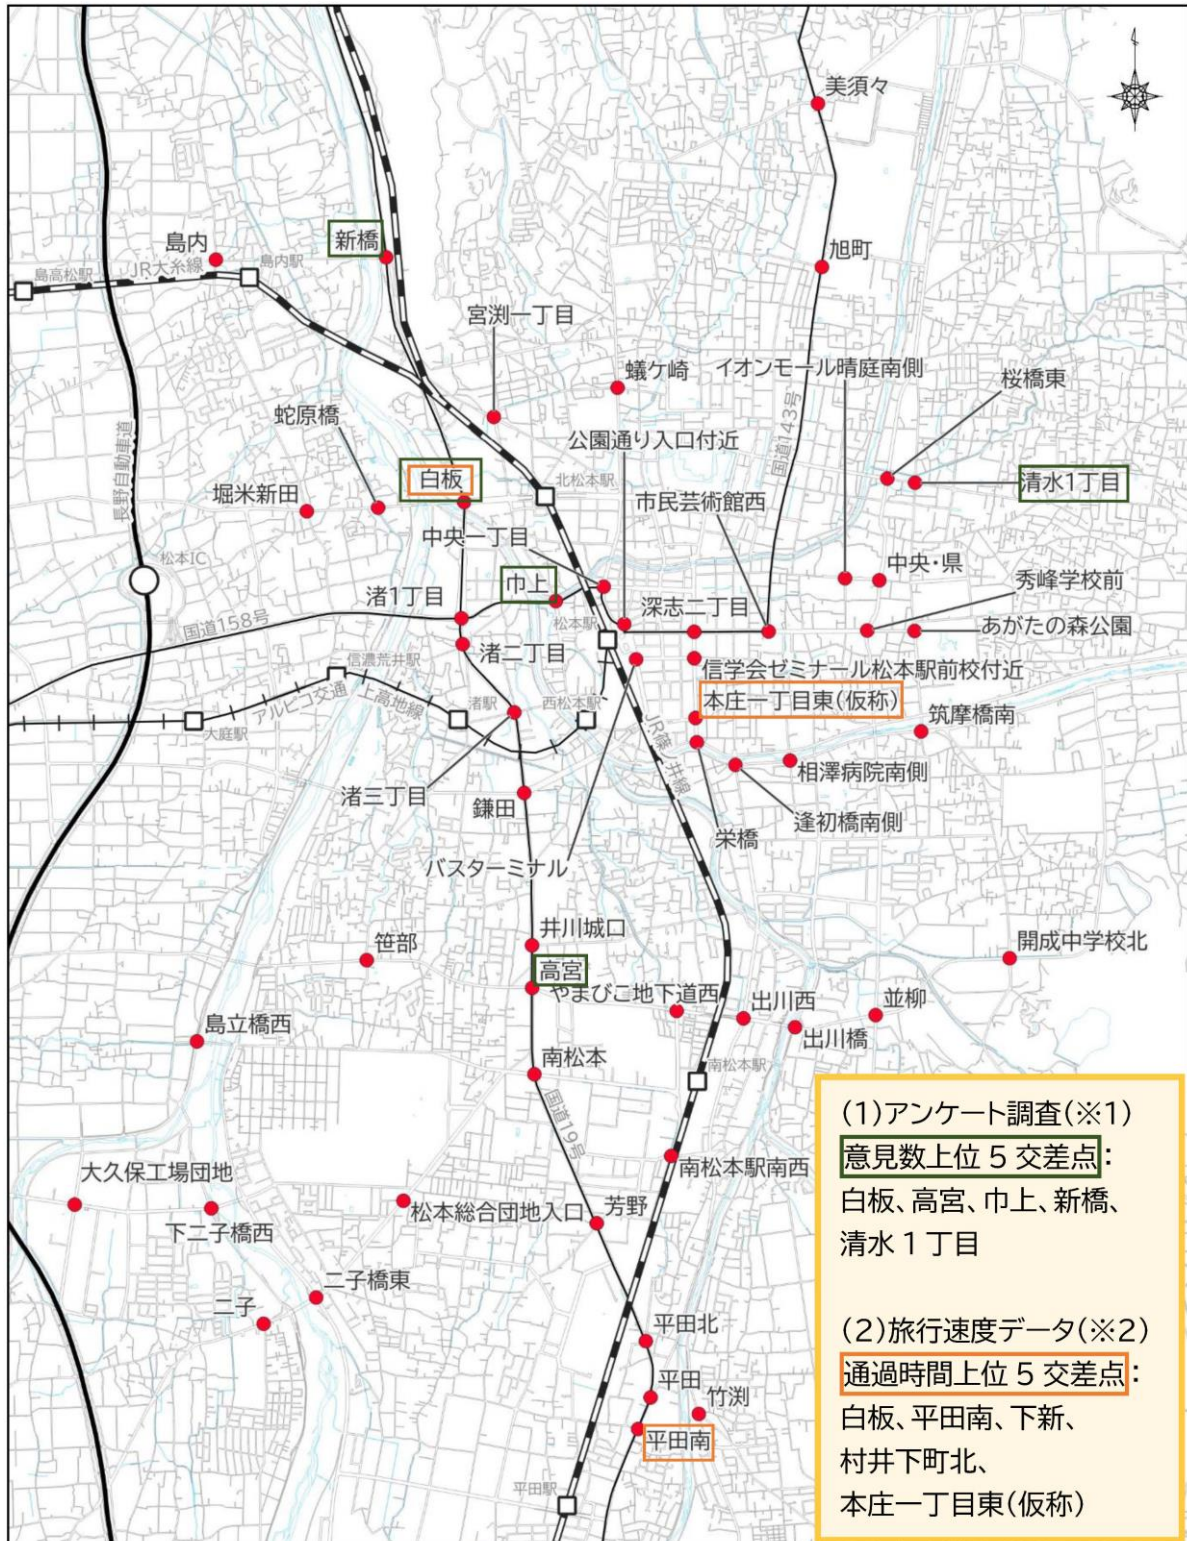 美須々
島内
新橋
旭町
島高松駅
JR大糸線
島内駅
宮渕一丁目
蟻ケ崎
イオンモール晴庭南側
桜橋東
蛇原橋
公園通り入口付近
国道143号
長野自動車道
白板
北松本駅
市民芸術館西
清水1丁目
堀米新田
中央一丁目
松本IC
巾上
中央・県
秀峰学校前
渚1丁目
松本駅
深志二丁目
あがたの森公園
国道158号
渚二丁目
信濃荒井駅
信学会ゼミナール松本駅前校付近
アルピコ交通 上高地線
渚駅
西松本駅
本庄一丁目東(仮称)
大庭駅
JR篠ノ井線
筑摩橋南
相澤病院南側
渚三丁目
鎌田
逢初橋南側
栄橋
バスターミナル
井川城口
笹部
開成中学校北
高宮
やまびこ地下道西
出川西
並柳
島立橋西
出川橋
南松本
南松本駅
国道19号
南松本駅南西
大久保工場団地
下二子橋西
松本総合団地入口
芳野
二子橋東
二子
平田北
平田
竹渕
平田南
平田駅
(1)アンケート調査(※1)
意見数上位 5 交差点：
白板、高宮、巾上、新橋、
清水 1 丁目
(2)旅行速度データ(※2)
通過時間上位 5 交差点：
白板、平田南、下新、
村井下町北、
本庄一丁目東(仮称)